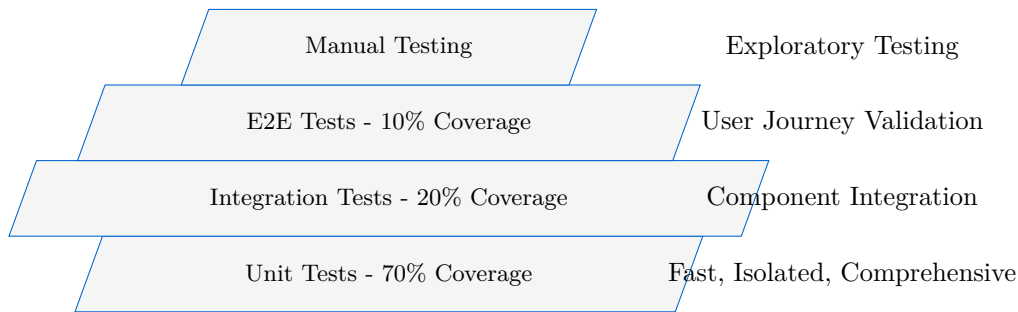 Manual Testing
Exploratory Testing
E2E Tests - 10% Coverage
User Journey Validation
Integration Tests - 20% Coverage
Component Integration
Unit Tests - 70% Coverage
Fast, Isolated, Comprehensive